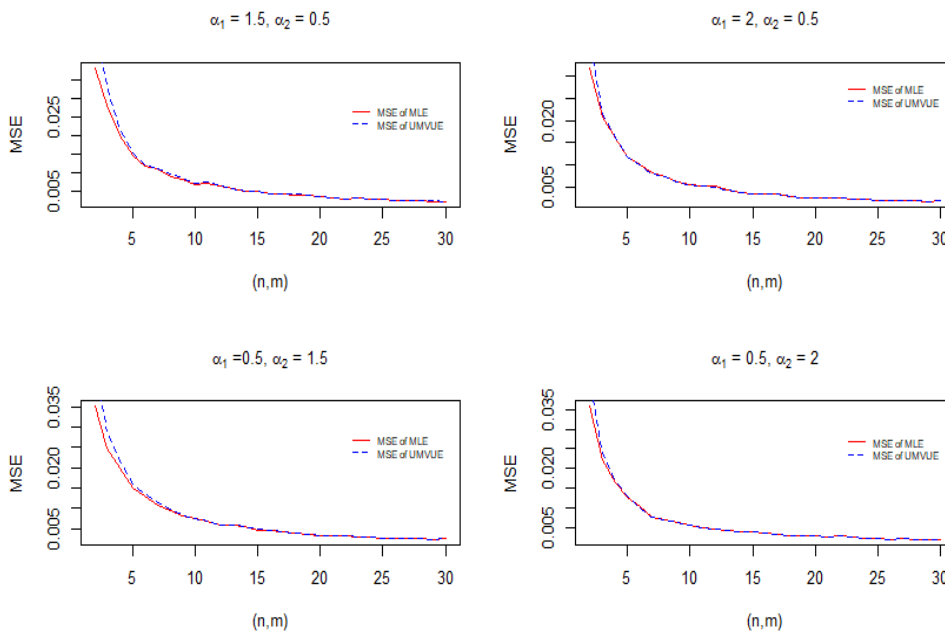 α1 = 1.5, α2 = 0.5
MSE
0.005 0.025
MSE of MLE
MSE of UMVUE
5 10 15 20 25 30
(n,m)
α1 = 2, α2 = 0.5
MSE
0.005 0.020
MSE of MLE
MSE of UMVUE
5 10 15 20 25 30
(n,m)
α1 =0.5, α2 = 1.5
MSE
0.005 0.020 0.035
MSE of MLE
MSE of UMVUE
5 10 15 20 25 30
(n,m)
α1 = 0.5, α2 = 2
MSE
0.005 0.020 0.035
MSE of MLE
MSE of UMVUE
5 10 15 20 25 30
(n,m)